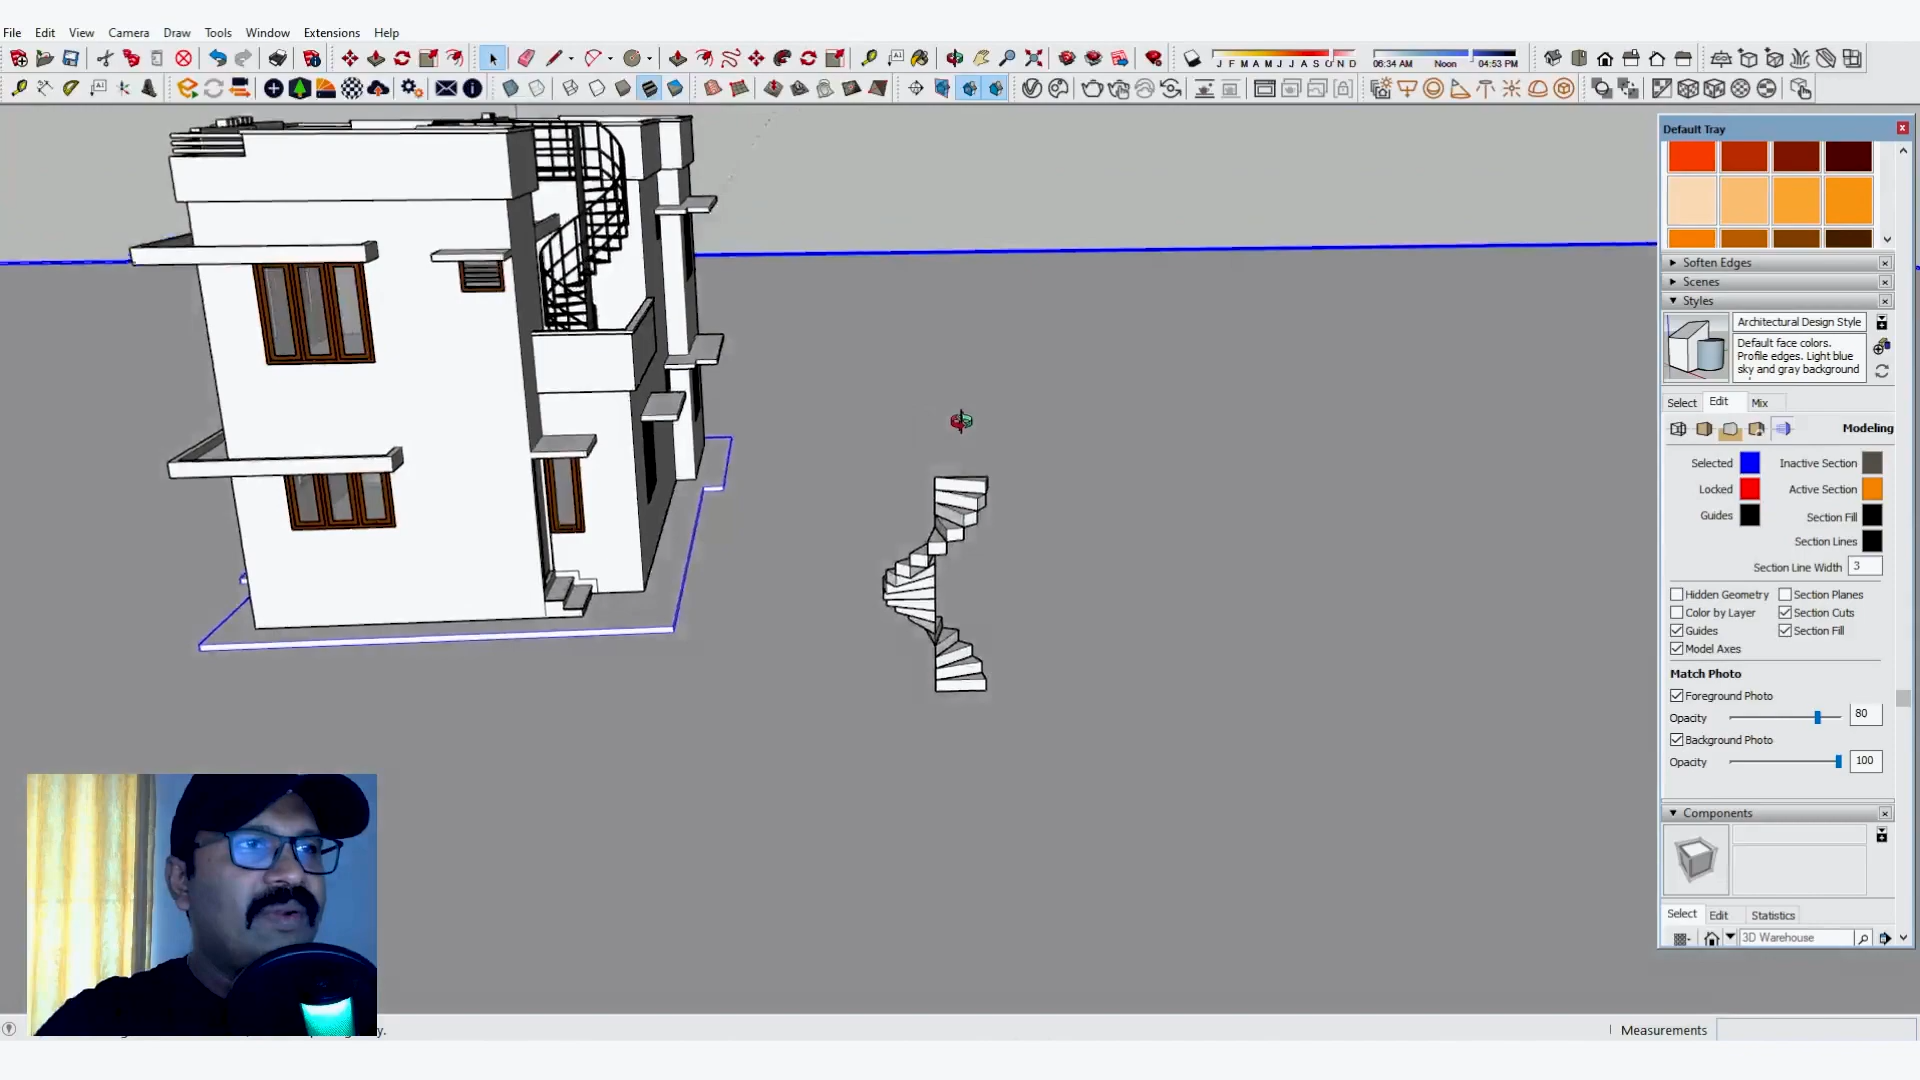 File Edit View Camera Draw Tools Window Extensions Help
J F M A M J J A S O N D
06:34 AM Noon 04:53 PM
Default Tray
Soften Edges
Scenes
Styles
Architectural Design Style
Default face colors.
Profile edges. Light blue
sky and gray background
Select Edit Mix
Modeling
Selected Inactive Section
Locked Active Section
Guides Section Fill
Section Lines
Section Line Width 3
Hidden Geometry Section Planes
Color by Layer Section Cuts
Guides Section Fill
Model Axes
Match Photo
Foreground Photo
Opacity 80
Background Photo
Opacity 100
Components
Select Edit Statistics
3D Warehouse
Measurements